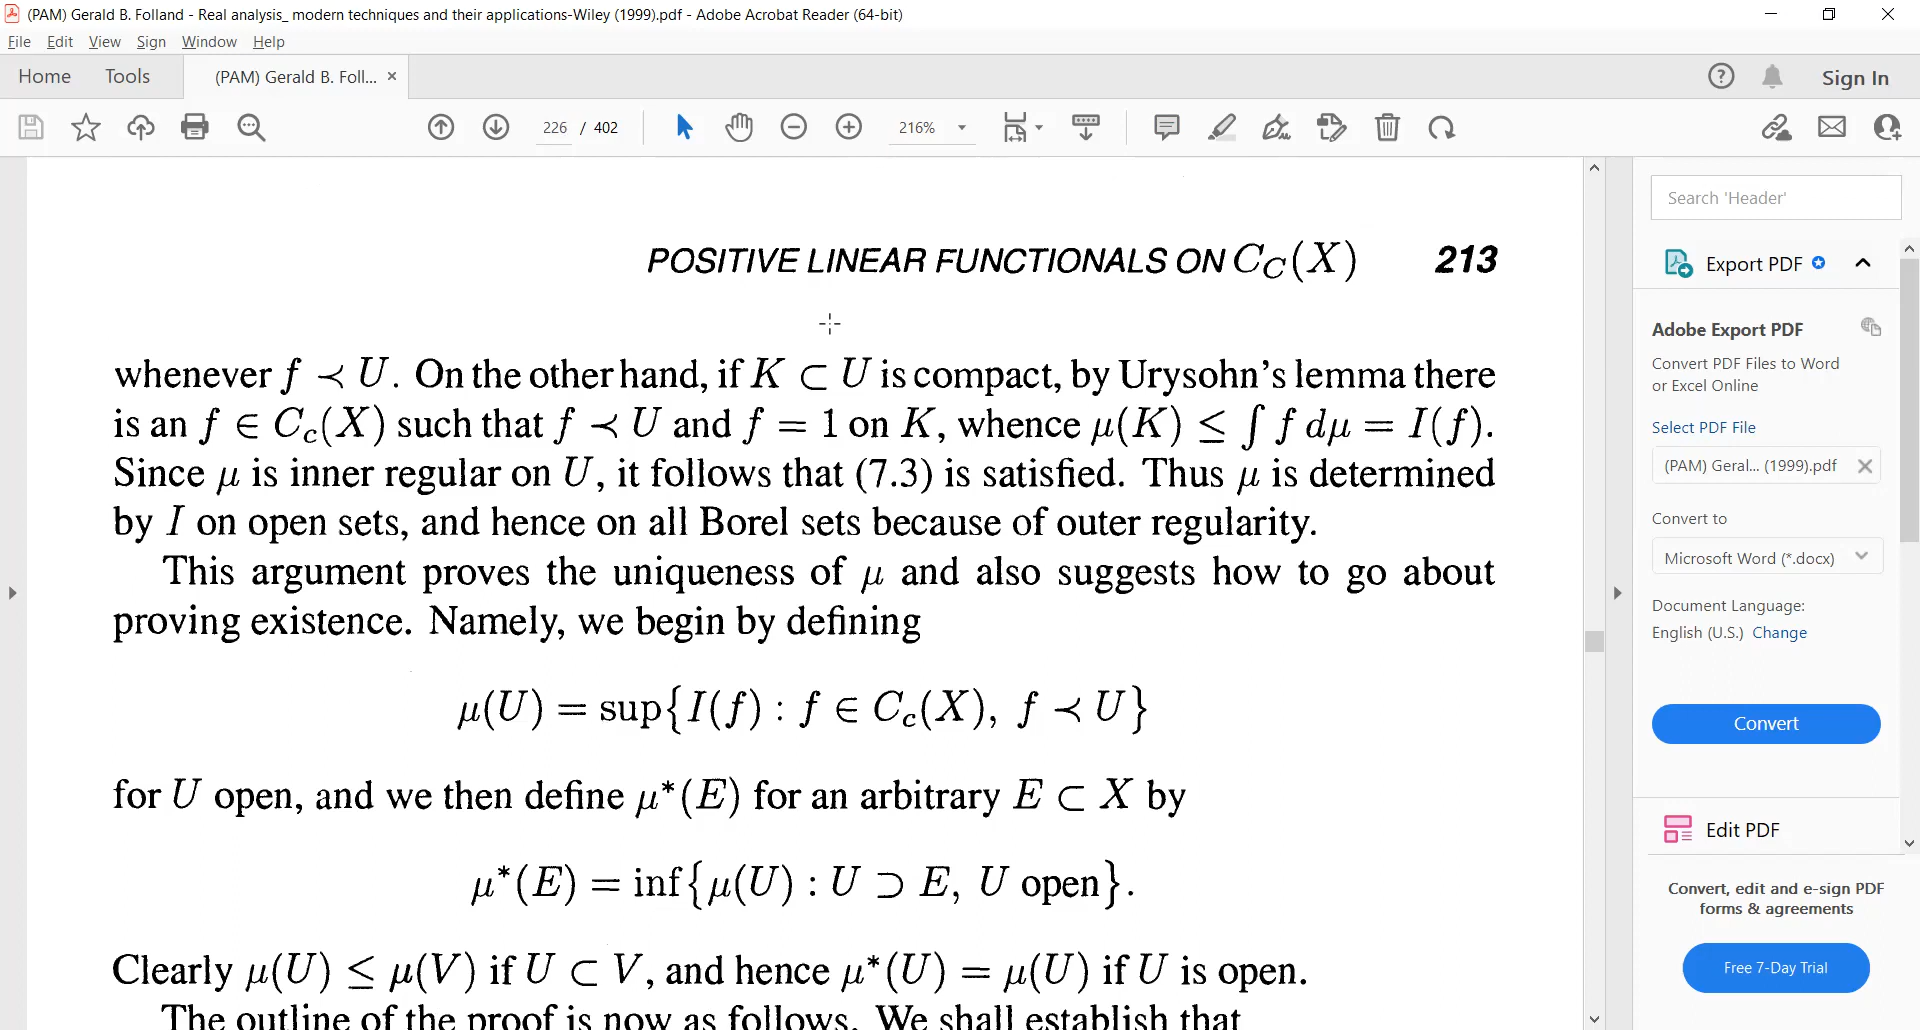 (PAM) Gerald B. Folland - Real analysis_ modern techniques and their applications-Wiley (1999).pdf - Adobe Acrobat Reader (64-bit)
File Edit View Sign Window Help
Home Tools (PAM) Gerald B. Foll... × Sign In
226 / 402 216%
POSITIVE LINEAR FUNCTIONALS ON C_C(X) 213
whenever f ≺ U. On the other hand, if K ⊂ U is compact, by Urysohn's lemma there
is an f ∈ C_c(X) such that f ≺ U and f = 1 on K, whence μ(K) ≤ ∫ f dμ = I(f).
Since μ is inner regular on U, it follows that (7.3) is satisfied. Thus μ is determined
by I on open sets, and hence on all Borel sets because of outer regularity.
This argument proves the uniqueness of μ and also suggests how to go about
proving existence. Namely, we begin by defining
μ(U) = sup{I(f) : f ∈ C_c(X), f ≺ U}
for U open, and we then define μ*(E) for an arbitrary E ⊂ X by
μ*(E) = inf{μ(U) : U ⊃ E, U open}.
Clearly μ(U) ≤ μ(V) if U ⊂ V, and hence μ*(U) = μ(U) if U is open.
The outline of the proof is now as follows. We shall establish that
Search 'Header'
Export PDF
Adobe Export PDF
Convert PDF Files to Word
or Excel Online
Select PDF File
(PAM) Geral... (1999).pdf
Convert to
Microsoft Word (*.docx)
Document Language:
English (U.S.) Change
Convert
Edit PDF
Convert, edit and e-sign PDF
forms & agreements
Free 7-Day Trial